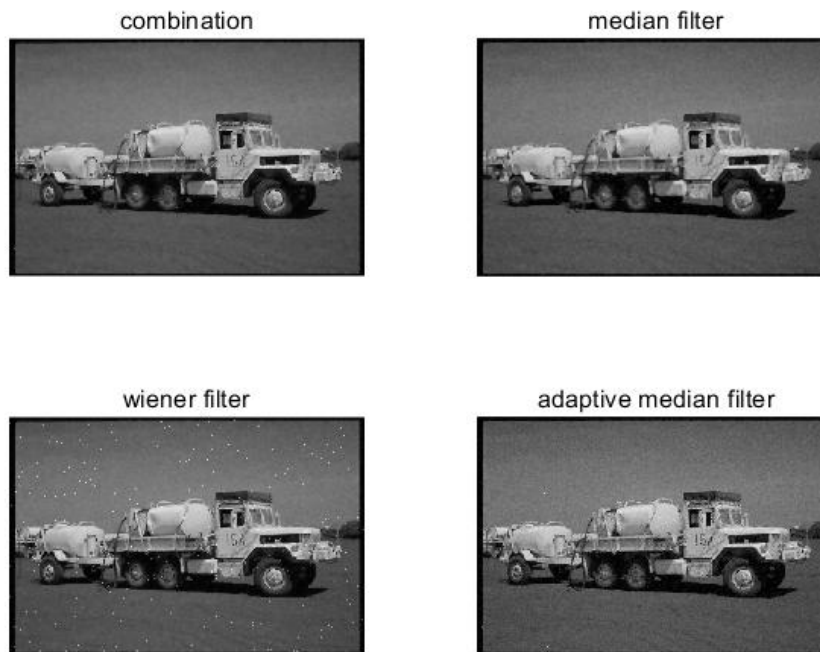 combination
median filter
wiener filter
adaptive median filter